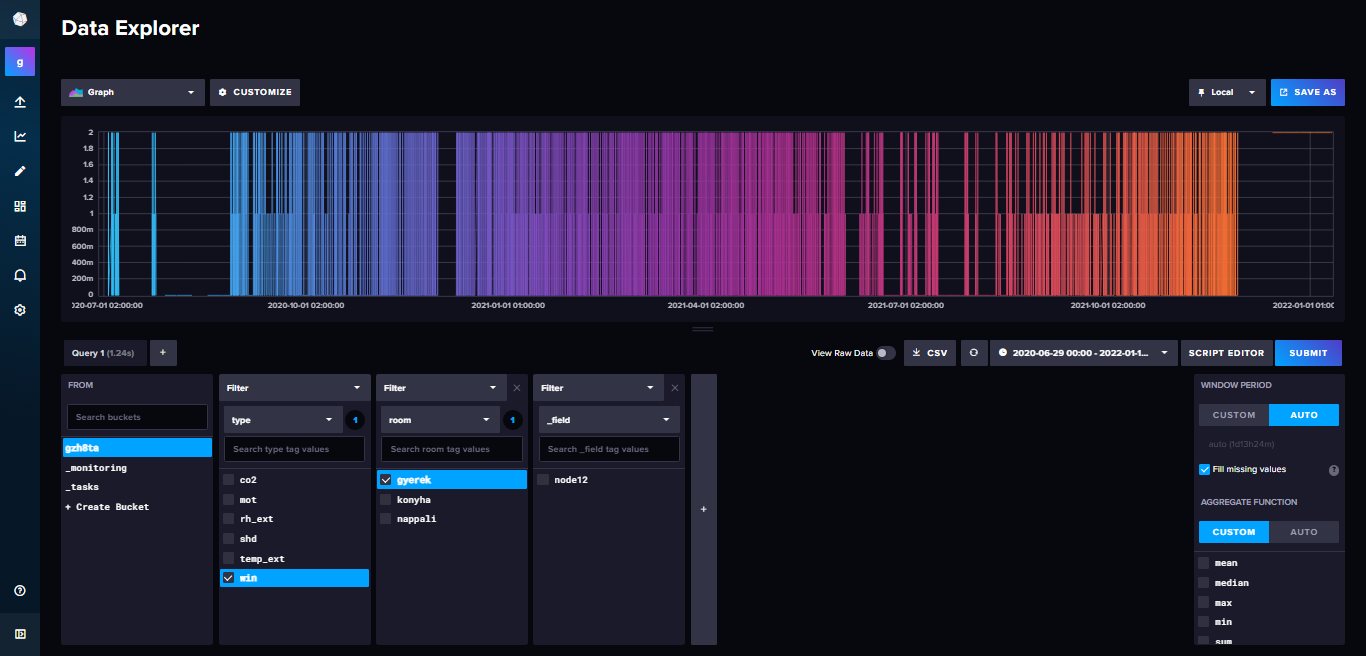 Data Explorer
g
Graph
CUSTOMIZE
Local
SAVE AS
2
1.8
1.6
1.4
1.2
1
800m
600m
400m
200m
0
020-07-01 02:00:00
2020-10-01 02:00:00
2021-01-01 01:00:00
2021-04-01 02:00:00
2021-07-01 02:00:00
2021-10-01 02:00:00
2022-01-01 01:00
Query 1 (1.24s)
+
View Raw Data
CSV
2020-06-29 00:00 - 2022-01-1...
SCRIPT EDITOR
SUBMIT
FROM
Search buckets
gzh8ta
_monitoring
_tasks
+ Create Bucket
Filter
type
1
Search type tag values
co2
mot
rh_ext
shd
temp_ext
win
Filter
room
1
Search room tag values
gyerek
konyha
nappali
Filter
_field
Search _field tag values
node12
+
WINDOW PERIOD
CUSTOM
AUTO
auto (1d13h24m)
Fill missing values
?
AGGREGATE FUNCTION
CUSTOM
AUTO
mean
median
max
min
sum